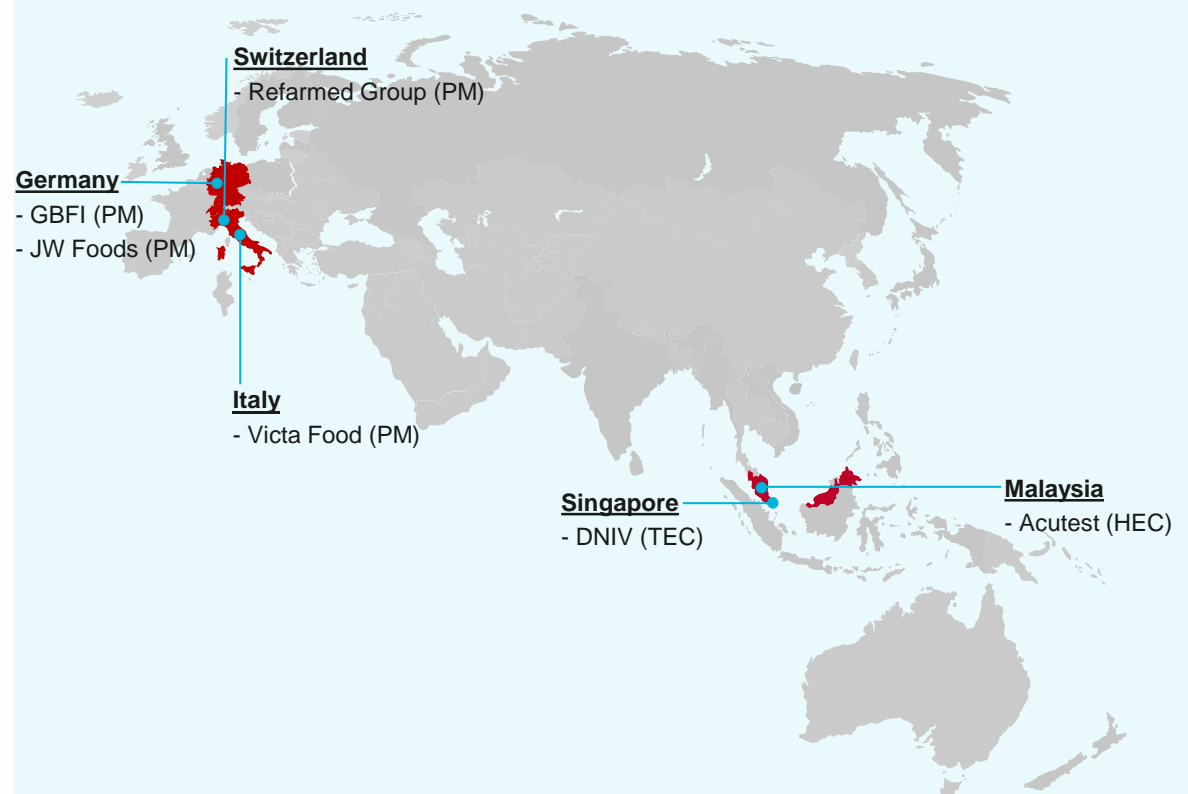 Switzerland
- Refarmed Group (PM)
Germany
- GBFI (PM)
- JW Foods (PM)
Italy
- Victa Food (PM)
Singapore
- DNIV (TEC)
Malaysia
- Acutest (HEC)